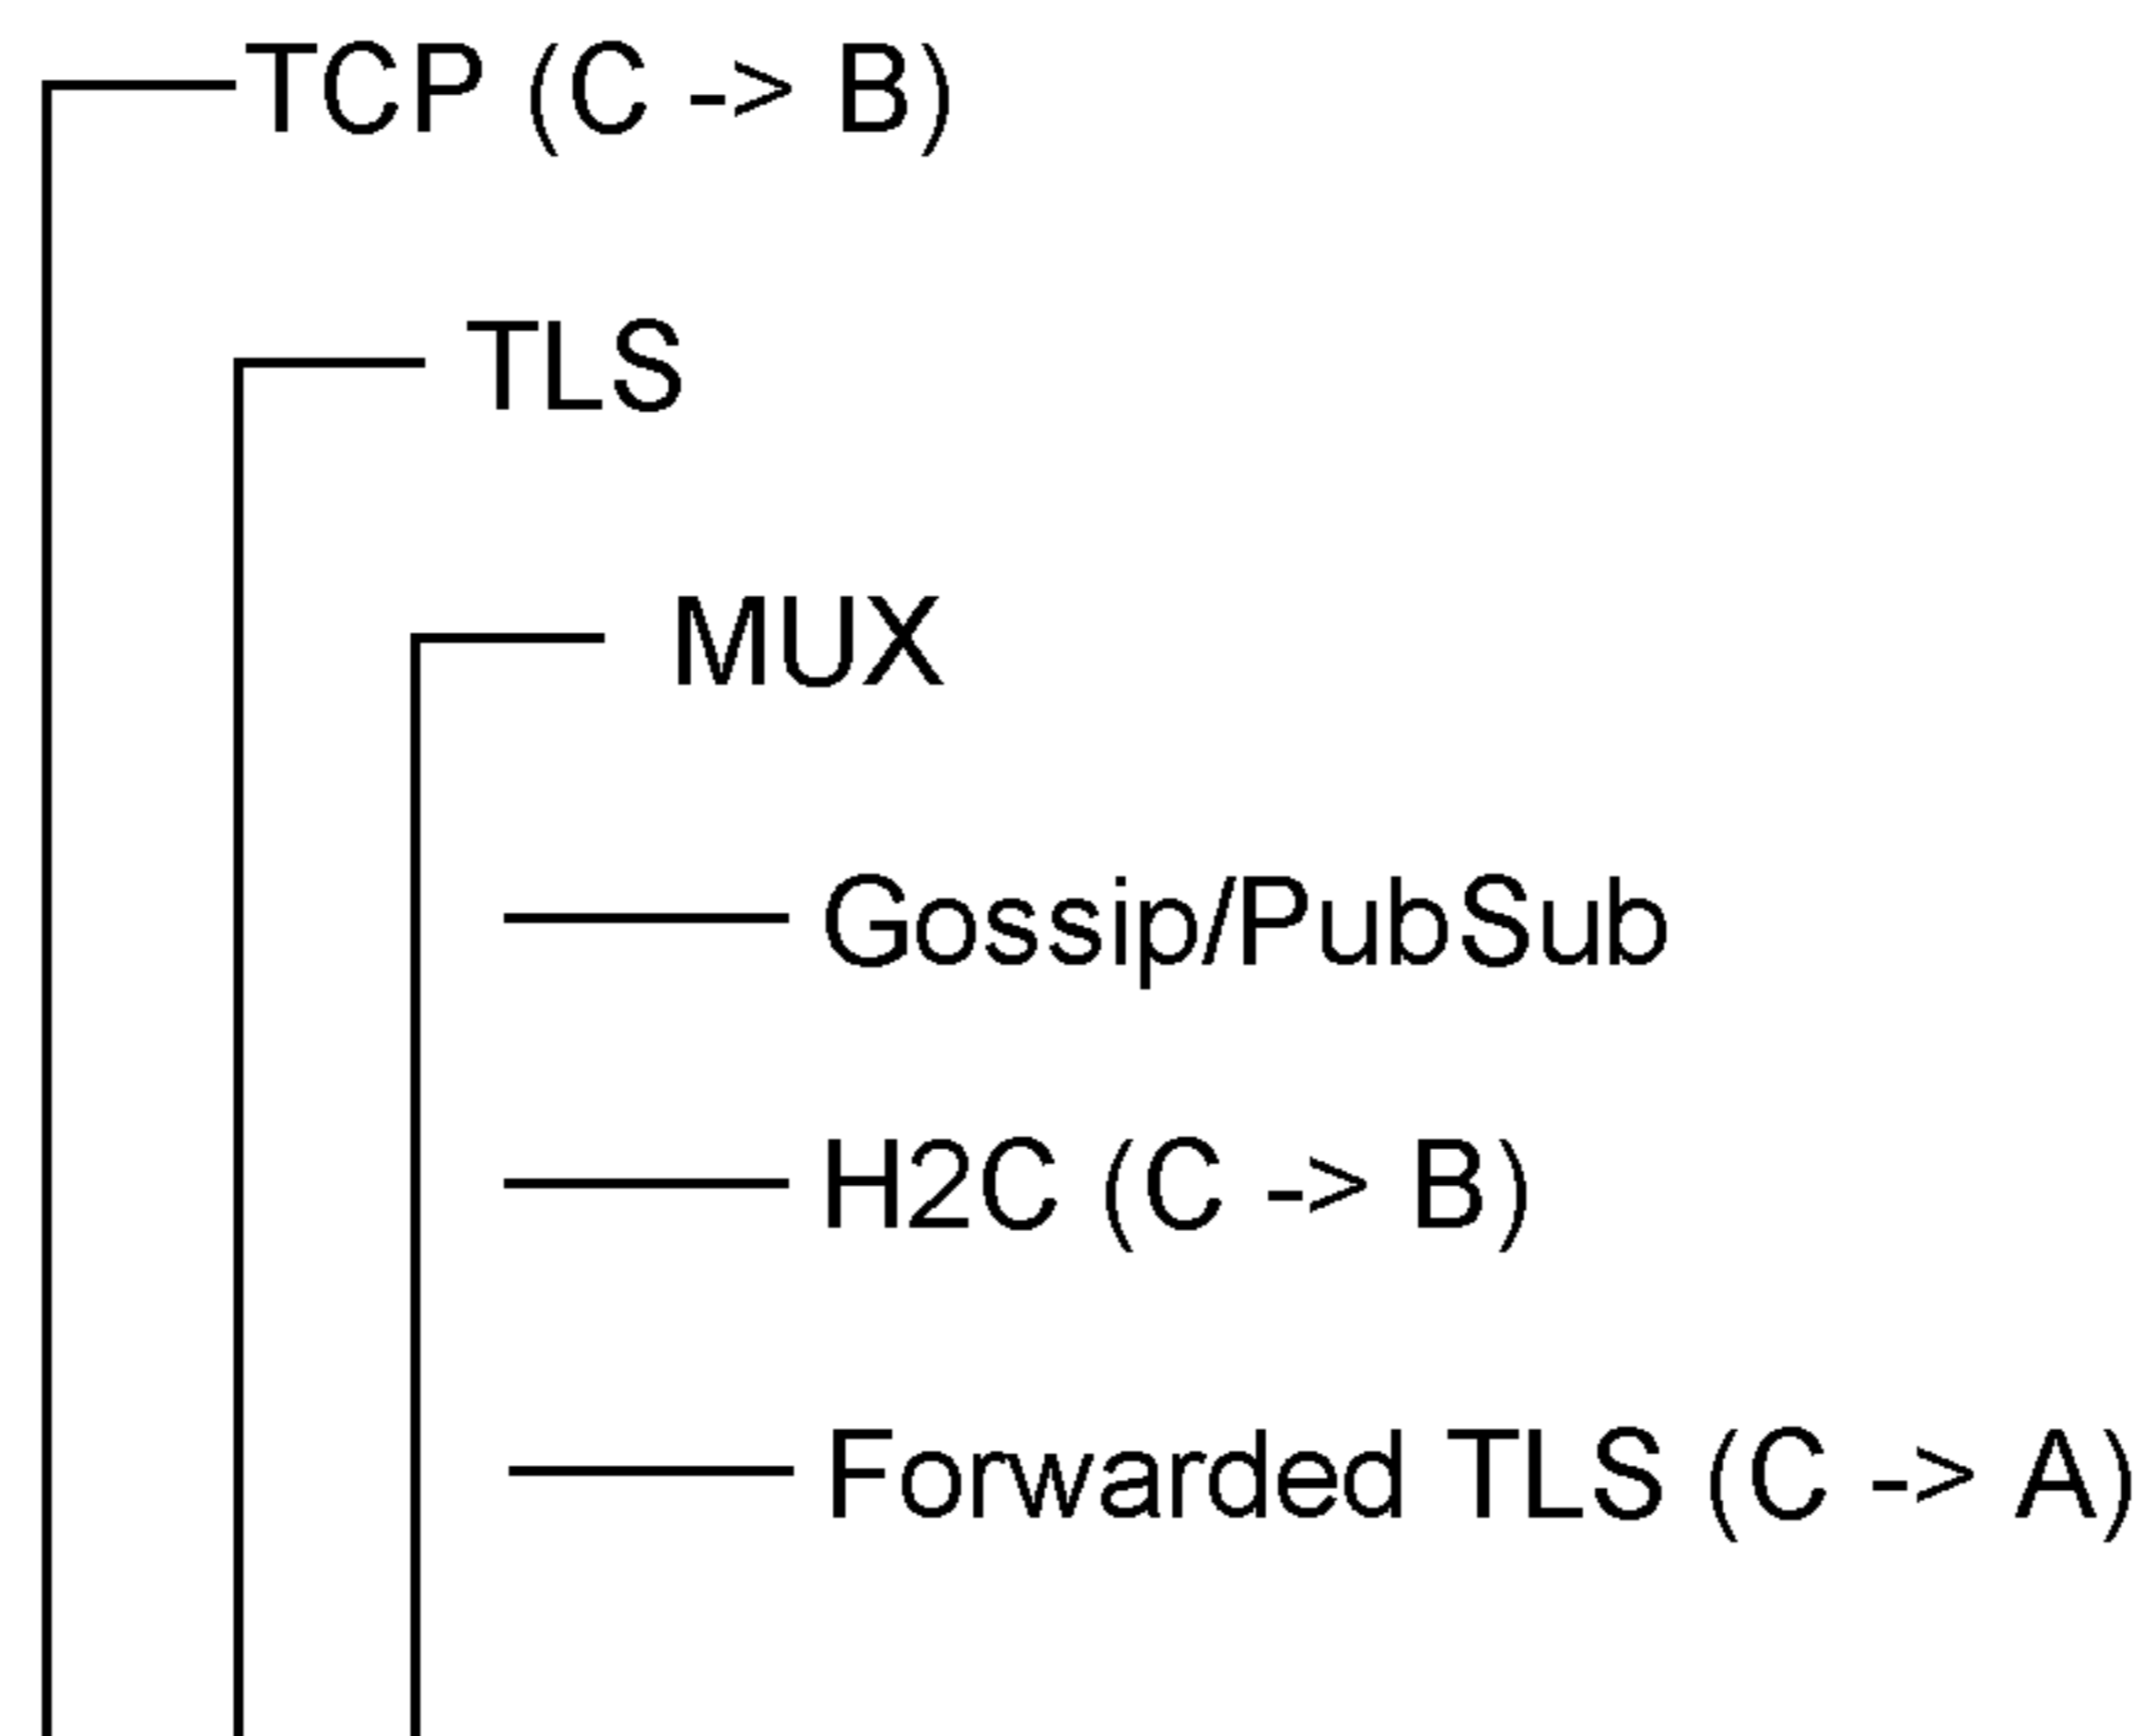 TCP (C -> B)
TLS
MUX
Gossip/PubSub
H2C (C -> B)
Forwarded TLS (C -> A)